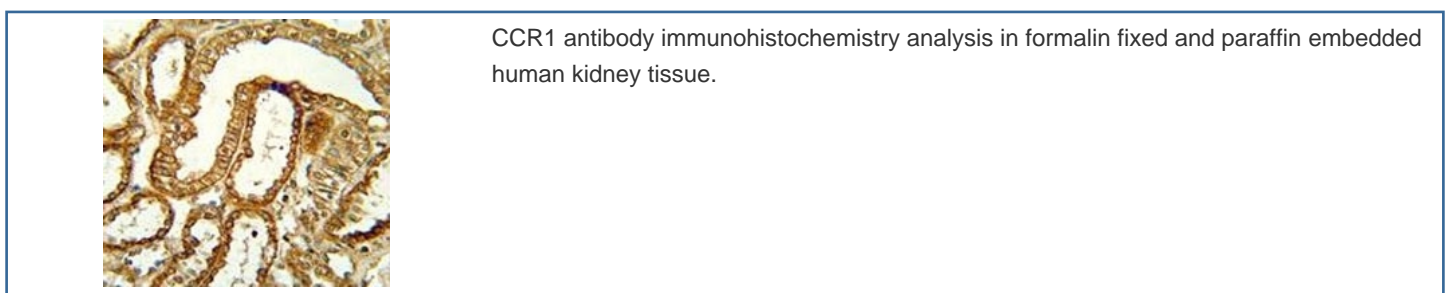 CCR1 antibody immunohistochemistry analysis in formalin fixed and paraffin embedded
human kidney tissue.